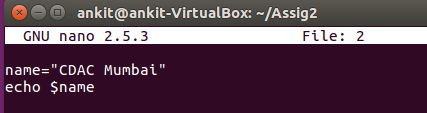 ankit@ankit-VirtualBox: ~/Assig2
GNU nano 2.5.3 File: 2
name="CDAC Mumbai"
echo $name